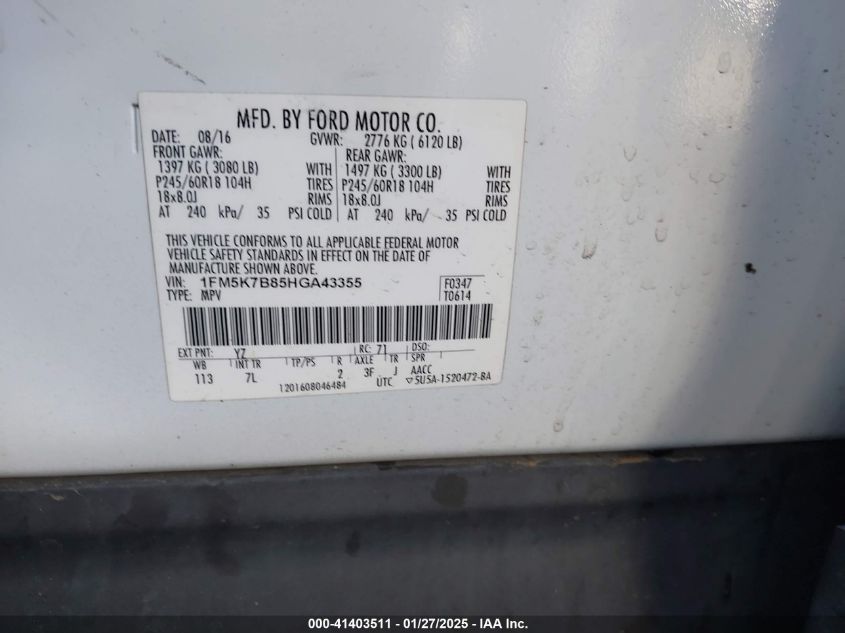 MFD. BY FORD MOTOR CO.
DATE: 08/16 GVWR: 2776 KG ( 6120 LB)
FRONT GAWR: REAR GAWR:
1397 KG ( 3080 LB) WITH 1497 KG ( 3300 LB) WITH
P245/60R18 104H TIRES P245/60R18 104H TIRES
18x8.0J RIMS 18x8.0J RIMS
AT 240 kPa/ 35 PSI COLD AT 240 kPa/ 35 PSI COLD
THIS VEHICLE CONFORMS TO ALL APPLICABLE FEDERAL MOTOR
VEHICLE SAFETY STANDARDS IN EFFECT ON THE DATE OF
MANUFACTURE SHOWN ABOVE.
VIN: 1FM5K7B85HGA43355 F0347
TYPE: MPV T0614
EXT PNT: YZ RC: 71 DSO:
WB INT TR TP/PS R AXLE TR SPR
113 7L 2 3F J AACC
1201608046484 UTC 5U5A-1520472-BA
000-41403511 - 01/27/2025 - IAA Inc.